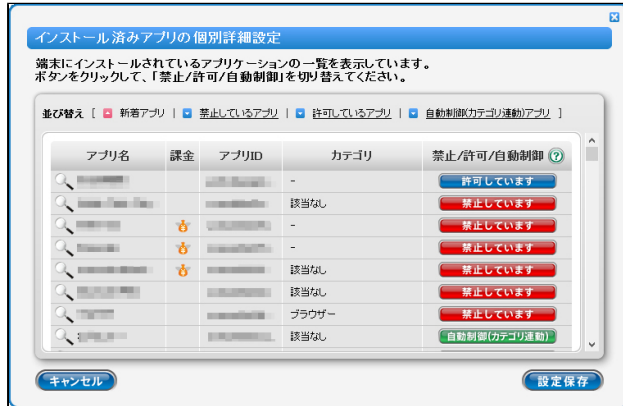 インストール済みアプリの個別詳細設定
端末にインストールされているアプリケーションの一覧を表示しています。
ボタンをクリックして、「禁止/許可/自動制御」を切り替えてください。
並び替え [ 新着アプリ | 禁止しているアプリ | 許可しているアプリ | 自動制御(カテゴリ連動)アプリ ]
アプリ名 課金 アプリID カテゴリ 禁止/許可/自動制御 ?
- 許可しています
該当なし 禁止しています
- 禁止しています
- 禁止しています
該当なし 禁止しています
該当なし 禁止しています
ブラウザー 禁止しています
該当なし 自動制御(カテゴリ連動)
キャンセル 設定保存